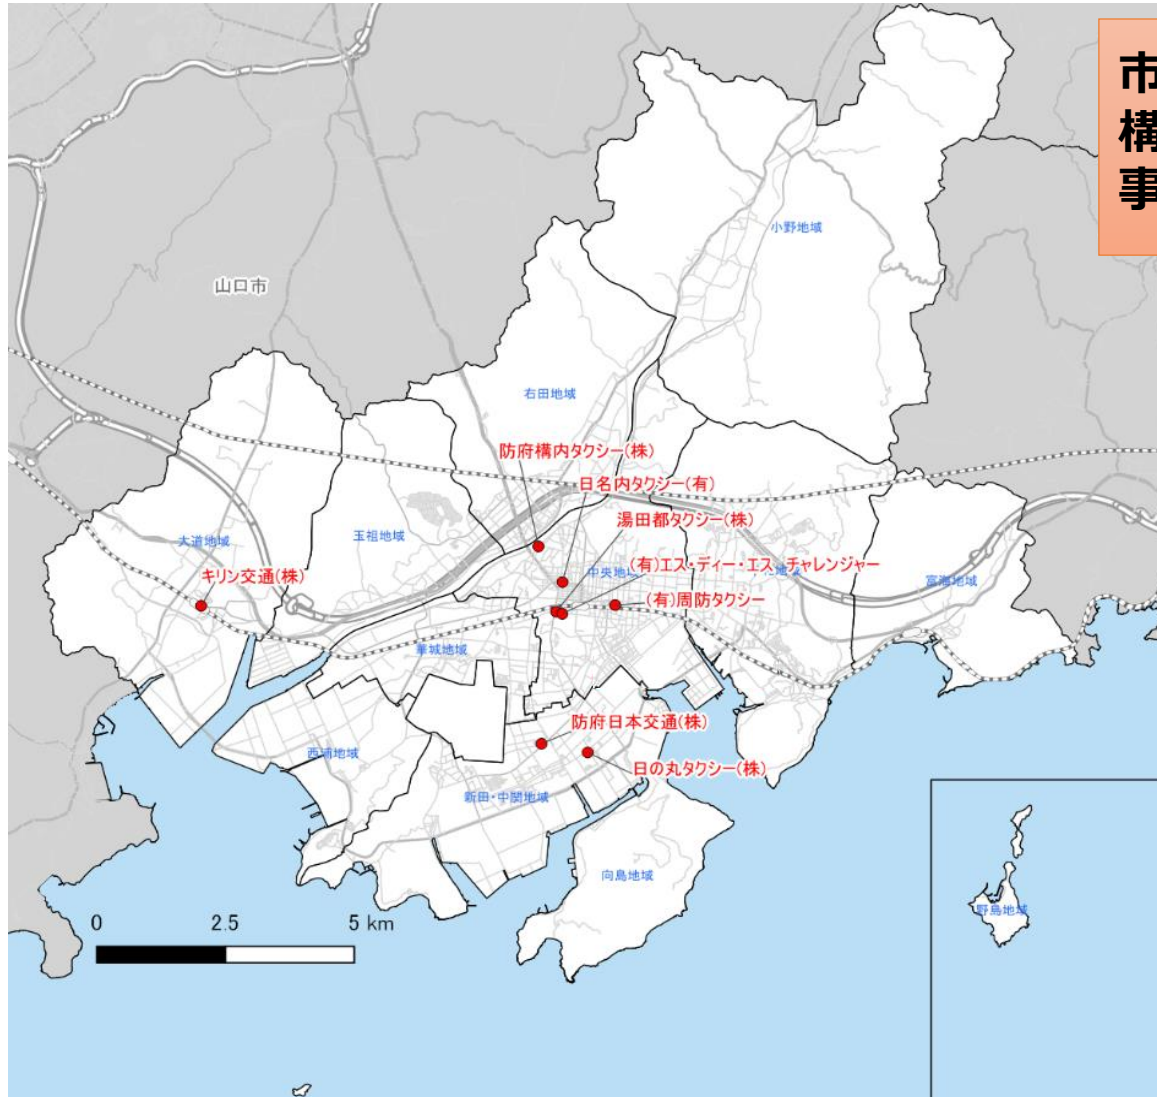 市
構
事
小野地域
山口市
右田地域
防府構内タクシー(株)
日名内タクシー(有)
湯田都タクシー(株)
大道地域
玉祖地域
(有)エス・ディー・エス チャレンジャー
中央地域
キリン交通(株)
富海地域
(有)周防タクシー
華城地域
防府日本交通(株)
西浦地域
日の丸タクシー(株)
新田・中関地域
向島地域
野島地域
0 2.5 5 km